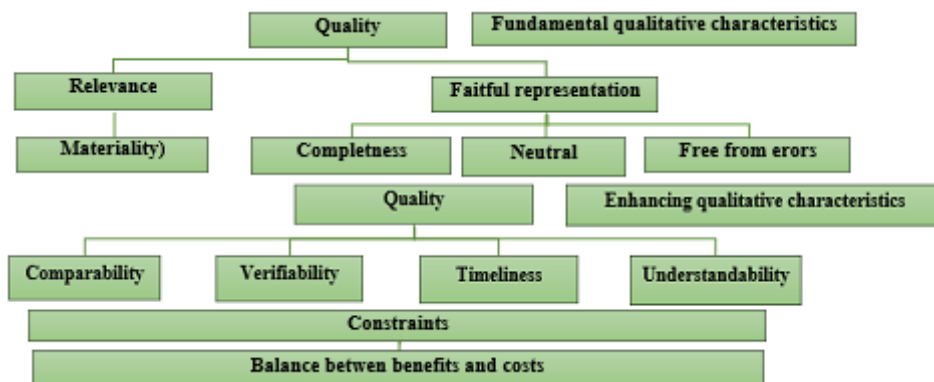 Quality
Fundamental qualitative characteristics
Relevance
Faitful representation
Materiality)
Completness
Neutral
Free from erors
Quality
Enhancing qualitative characteristics
Comparability
Verifiability
Timeliness
Understandability
Constraints
Balance betwen benefits and costs